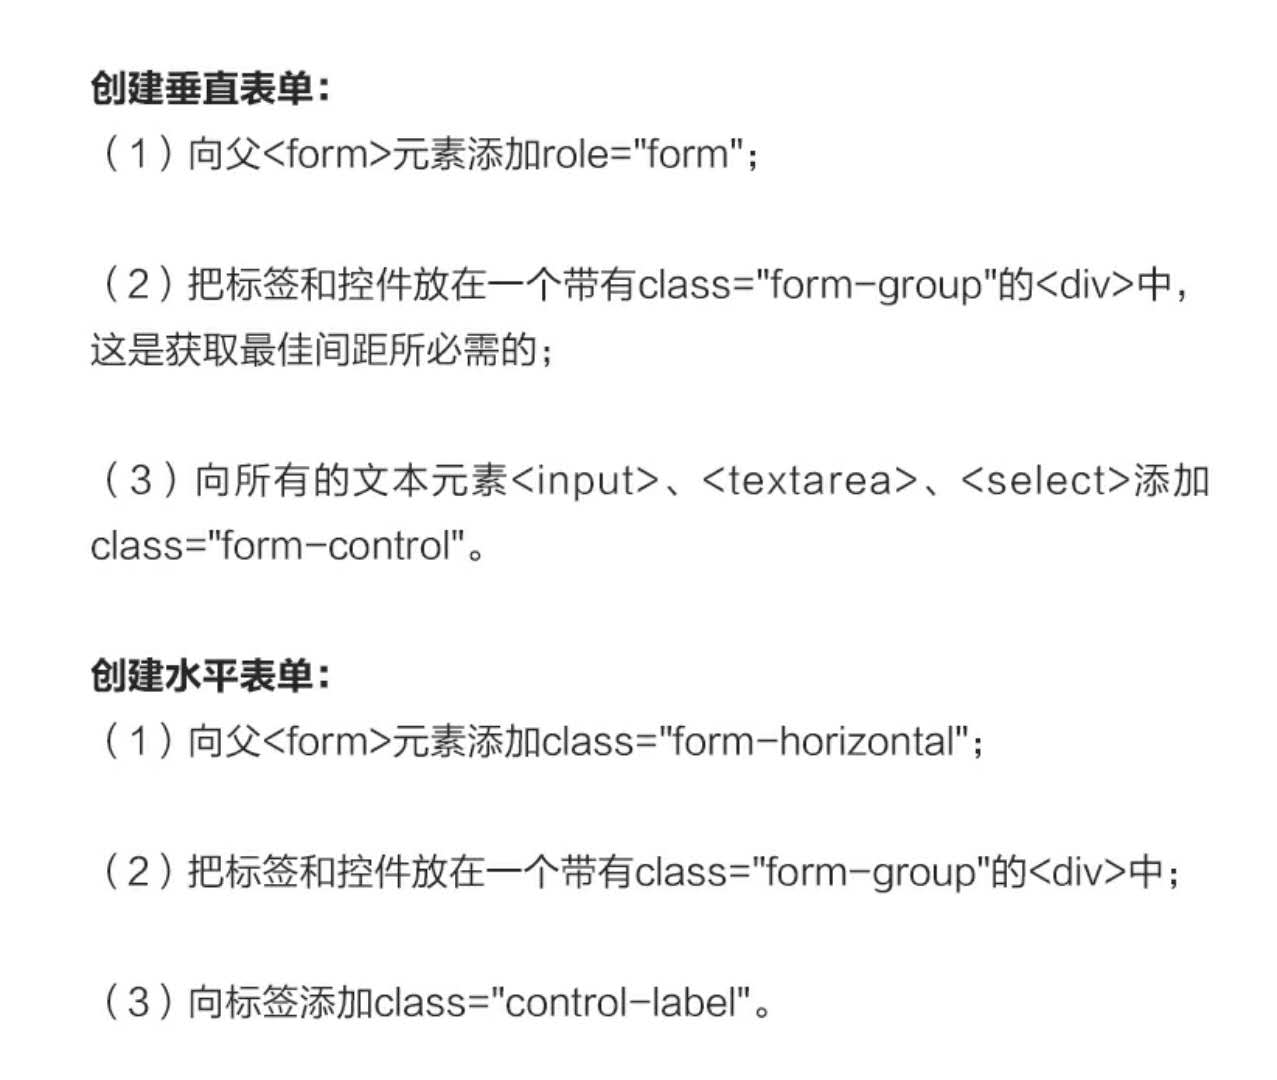 创建垂直表单：
（1）向父<form>元素添加role="form"；
（2）把标签和控件放在一个带有class="form-group"的<div>中，
这是获取最佳间距所必需的；
（3）向所有的文本元素<input>、<textarea>、<select>添加
class="form-control"。
创建水平表单：
（1）向父<form>元素添加class="form-horizontal"；
（2）把标签和控件放在一个带有class="form-group"的<div>中；
（3）向标签添加class="control-label"。